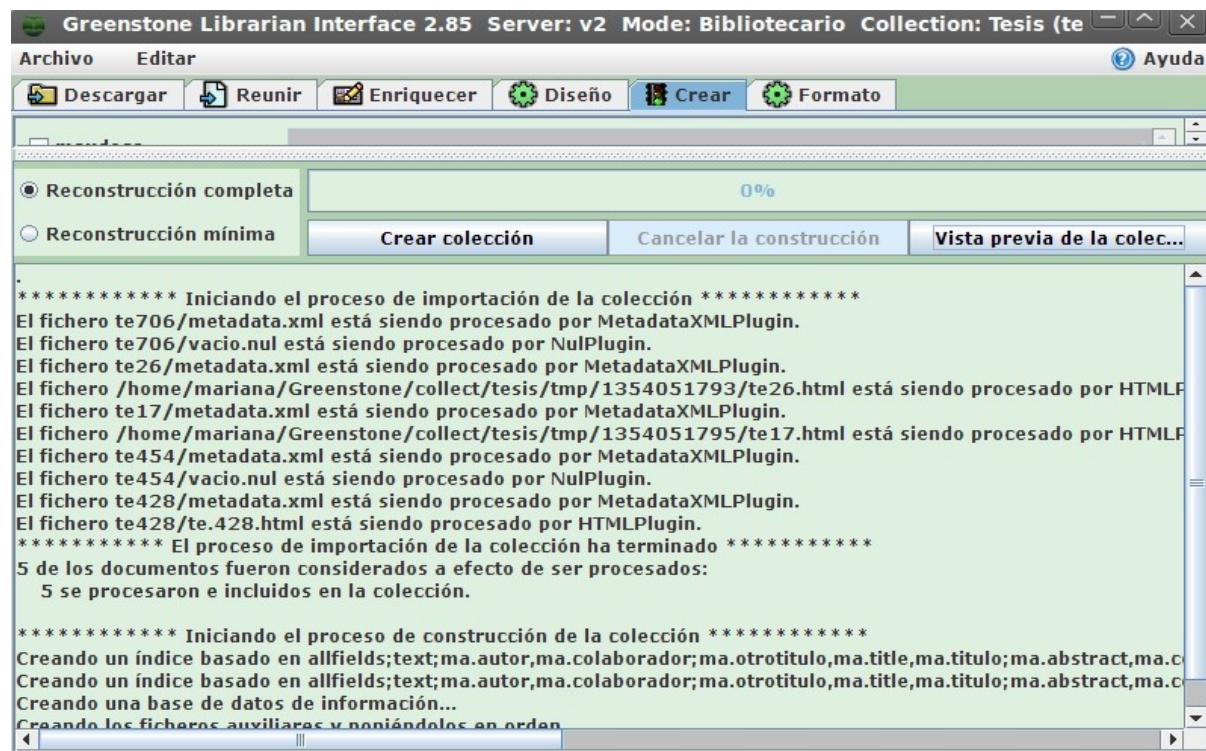 Greenstone Librarian Interface 2.85 Server: v2 Mode: Bibliotecario Collection: Tesis (te
Archivo Editar Ayuda
Descargar Reunir Enriquecer Diseño Crear Formato
Reconstrucción completa 0%
Reconstrucción mínima Crear colección Cancelar la construcción Vista previa de la colec...
.
************ Iniciando el proceso de importación de la colección ************
El fichero te706/metadata.xml está siendo procesado por MetadataXMLPlugin.
El fichero te706/vacio.nul está siendo procesado por NulPlugin.
El fichero te26/metadata.xml está siendo procesado por MetadataXMLPlugin.
El fichero /home/mariana/Greenstone/collect/tesis/tmp/1354051793/te26.html está siendo procesado por HTMLP
El fichero te17/metadata.xml está siendo procesado por MetadataXMLPlugin.
El fichero /home/mariana/Greenstone/collect/tesis/tmp/1354051795/te17.html está siendo procesado por HTMLP
El fichero te454/metadata.xml está siendo procesado por MetadataXMLPlugin.
El fichero te454/vacio.nul está siendo procesado por NulPlugin.
El fichero te428/metadata.xml está siendo procesado por MetadataXMLPlugin.
El fichero te428/te.428.html está siendo procesado por HTMLPlugin.
*********** El proceso de importación de la colección ha terminado ***********
5 de los documentos fueron considerados a efecto de ser procesados:
5 se procesaron e incluidos en la colección.
************ Iniciando el proceso de construcción de la colección ************
Creando un índice basado en allfields;text;ma.autor,ma.colaborador;ma.otrotitulo,ma.title,ma.titulo;ma.abstract,ma.c
Creando un índice basado en allfields;text;ma.autor,ma.colaborador;ma.otrotitulo,ma.title,ma.titulo;ma.abstract,ma.c
Creando una base de datos de información...
Creando los ficheros auxiliares y poniéndolos en orden